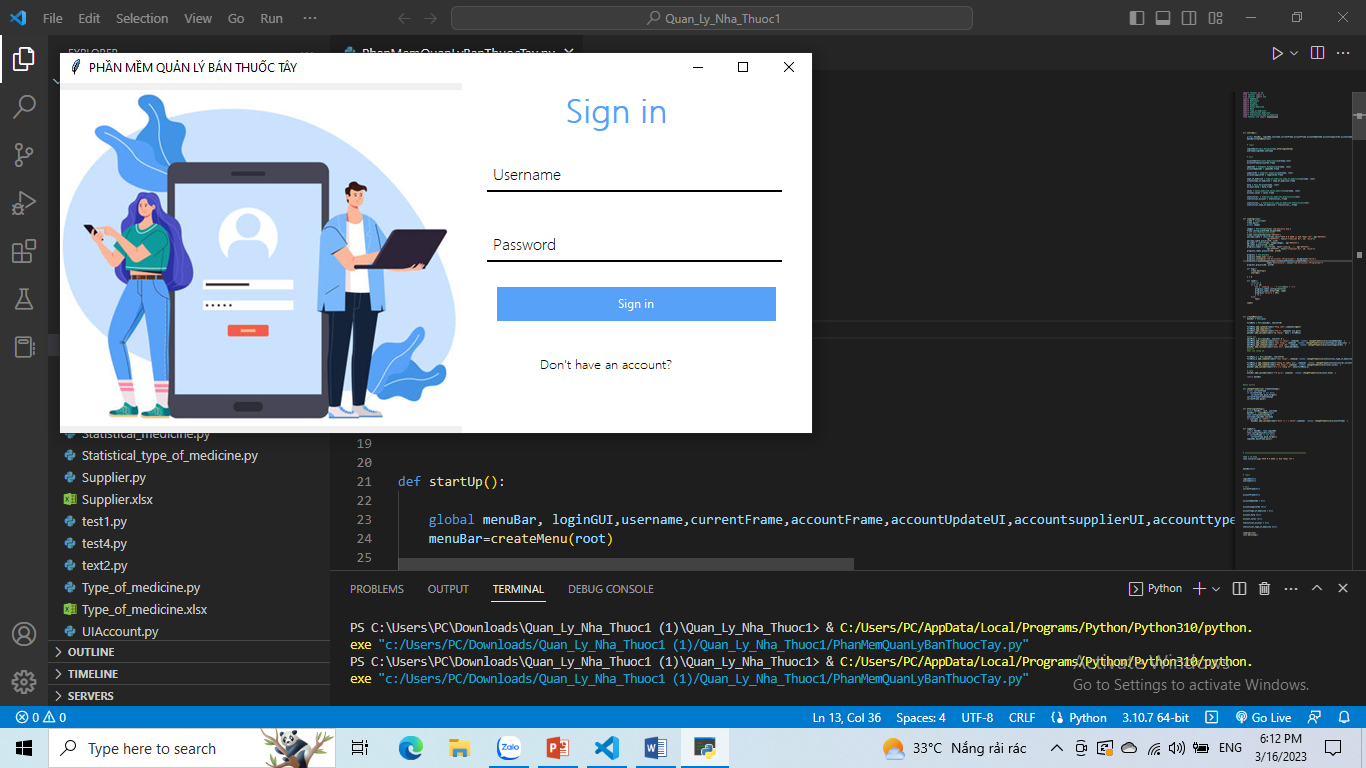 File Edit Selection View Go Run ···
Quan_Ly_Nha_Thuoc1
EXPLORER
PhanMemQuanLyBanThuocTay.py
PHẦN MỀM QUẢN LÝ BÁN THUỐC TÂY
Sign in
Username
Password
Sign in
Don't have an account?
Statistical_medicine.py
Statistical_type_of_medicine.py
Supplier.py
Supplier.xlsx
test1.py
test4.py
text2.py
Type_of_medicine.py
Type_of_medicine.xlsx
UIAccount.py
OUTLINE
TIMELINE
SERVERS
19
20
21 def startUp():
22
23 global menuBar, loginGUI,username,currentFrame,accountFrame,accountUpdateUI,accountsupplierUI,accounttype
24 menuBar=createMenu(root)
25
PROBLEMS OUTPUT TERMINAL DEBUG CONSOLE
Python
PS C:\Users\PC\Downloads\Quan_Ly_Nha_Thuoc1 (1)\Quan_Ly_Nha_Thuoc1> & C:/Users/PC/AppData/Local/Programs/Python/Python310/python.
exe "c:/Users/PC/Downloads/Quan_Ly_Nha_Thuoc1 (1)/Quan_Ly_Nha_Thuoc1/PhanMemQuanLyBanThuocTay.py"
PS C:\Users\PC\Downloads\Quan_Ly_Nha_Thuoc1 (1)\Quan_Ly_Nha_Thuoc1> & C:/Users/PC/AppData/Local/Programs/Python/Python310/python.
exe "c:/Users/PC/Downloads/Quan_Ly_Nha_Thuoc1 (1)/Quan_Ly_Nha_Thuoc1/PhanMemQuanLyBanThuocTay.py"
Activate Windows
Go to Settings to activate Windows.
0 0
Ln 13, Col 36 Spaces: 4 UTF-8 CRLF Python 3.10.7 64-bit Go Live
Type here to search
Zalo
33°C Nắng rải rác
ENG
6:12 PM
3/16/2023